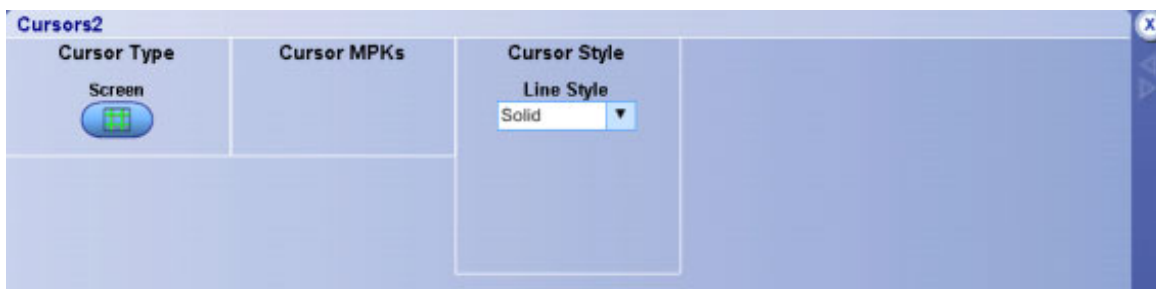 Cursors2
X
Cursor Type
Cursor MPKs
Cursor Style
Screen
Line Style
Solid